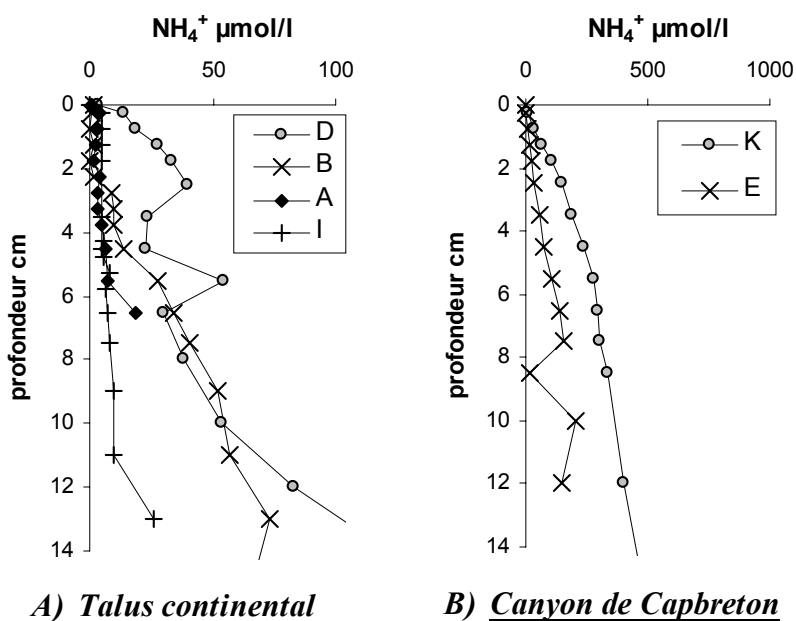 NH₄⁺ µmol/l
0 50 100
0
2
4
6
8
10
12
14
profondeur cm
D
B
A
I
A) Talus continental
NH₄⁺ µmol/l
0 500 1000
0
2
4
6
8
10
12
14
profondeur cm
K
E
B) Canyon de Capbreton